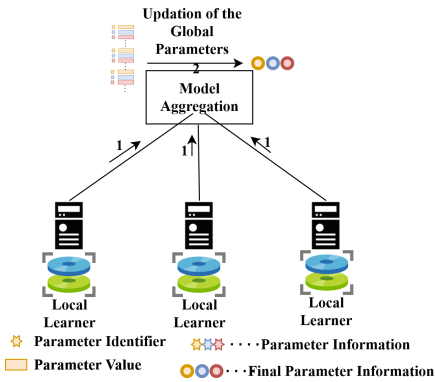 Updation of the
Global
Parameters
2
Model
Aggregation
1
1
1
Local
Learner
Local
Learner
Local
Learner
Parameter Identifier
Parameter Information
Parameter Value
Final Parameter Information